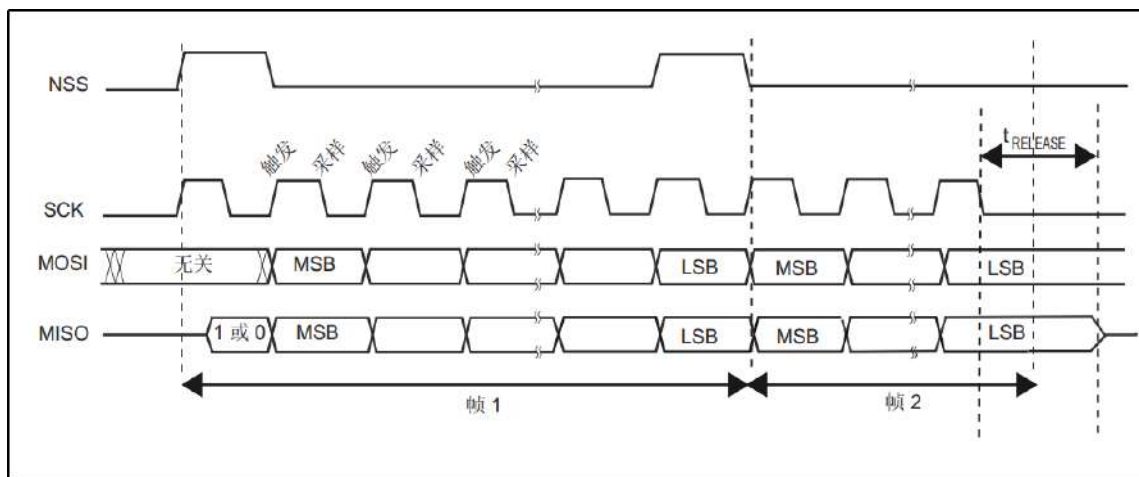 NSS
触发 采样 触发 采样 触发 采样
tRELEASE
SCK
MOSI 无关 MSB LSB MSB LSB
MISO 1 或 0 MSB LSB MSB LSB
帧 1 帧 2